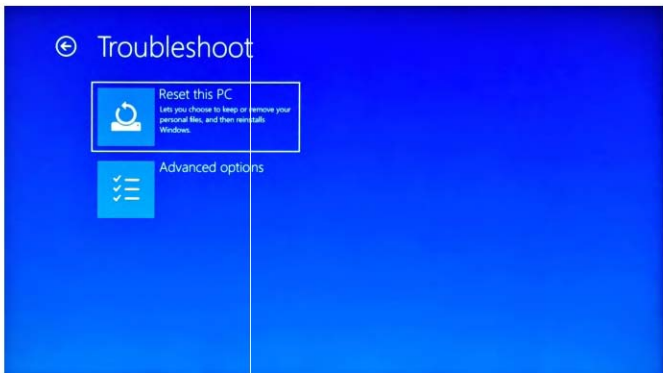 Troubleshoot
Reset this PC
Lets you choose to keep or remove your
personal files, and then reinstalls
Windows.
Advanced options